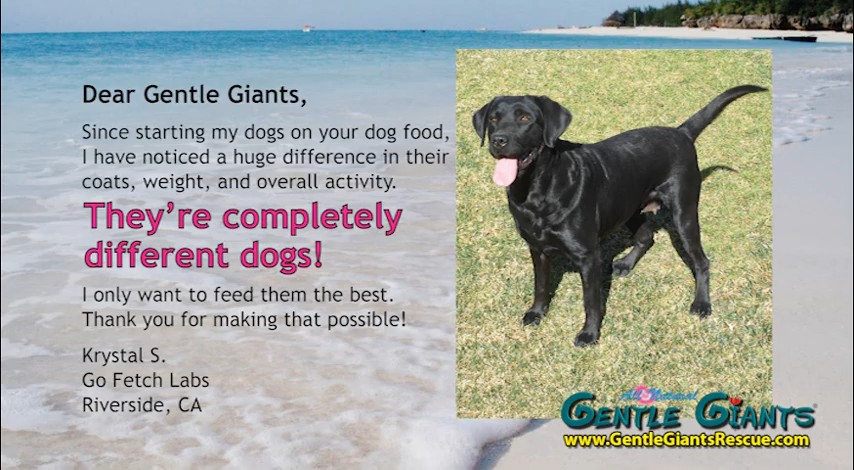 Dear Gentle Giants,
Since starting my dogs on your dog food,
I have noticed a huge difference in their
coats, weight, and overall activity.
They're completely
different dogs!
I only want to feed them the best.
Thank you for making that possible!
Krystal S.
Go Fetch Labs
Riverside, CA
All Natural
GENTLE GIANTS®
www.GentleGiantsRescue.com